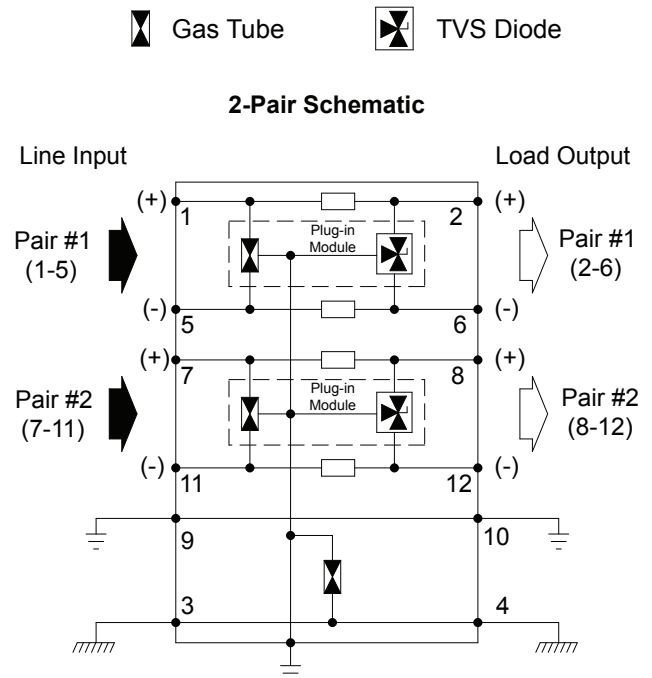 Gas Tube
TVS Diode
2-Pair Schematic
Line Input
Load Output
(+)
1
2
(+)
Plug-in
Module
Pair #1
(1-5)
Pair #1
(2-6)
(-)
5
6
(-)
(+)
7
8
(+)
Plug-in
Module
Pair #2
(7-11)
Pair #2
(8-12)
(-)
11
12
(-)
9
10
3
4